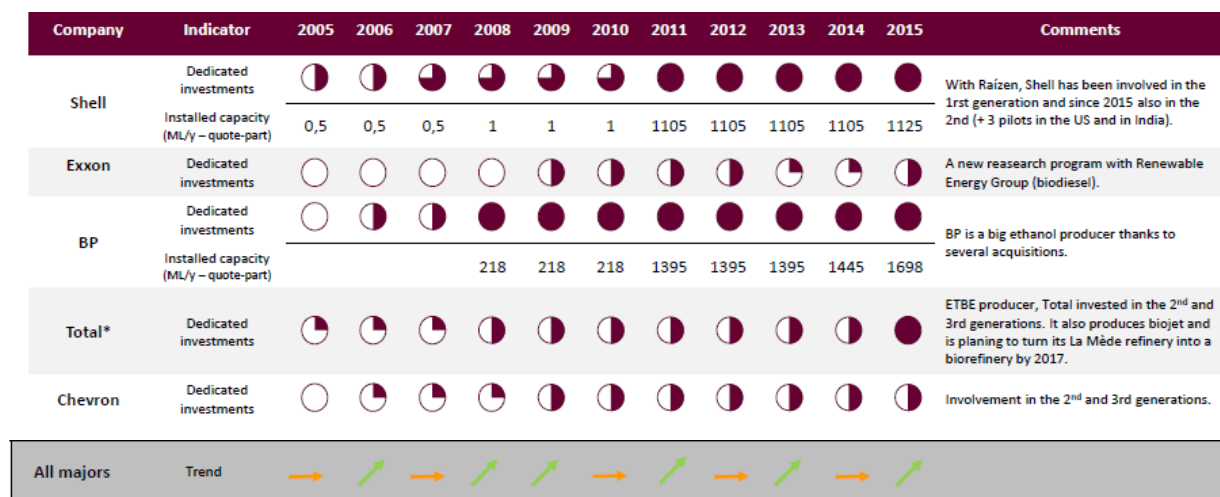 Company Indicator 2005 2006 2007 2008 2009 2010 2011 2012 2013 2014 2015 Comments
Shell
Dedicated
investments
Installed capacity
(ML/y – quote-part)
0,5 0,5 0,5 1 1 1 1105 1105 1105 1105 1125
With Raízen, Shell has been involved in the
1rst generation and since 2015 also in the
2nd (+ 3 pilots in the US and in India).
Exxon
Dedicated
investments
A new reasearch program with Renewable
Energy Group (biodiesel).
BP
Dedicated
investments
Installed capacity
(ML/y – quote-part)
218 218 218 1395 1395 1395 1445 1698
BP is a big ethanol producer thanks to
several acquisitions.
Total*
Dedicated
investments
ETBE producer, Total invested in the 2nd and
3rd generations. It also produces biojet and
is planing to turn its La Mède refinery into a
biorefinery by 2017.
Chevron
Dedicated
investments
Involvement in the 2nd and 3rd generations.
All majors Trend